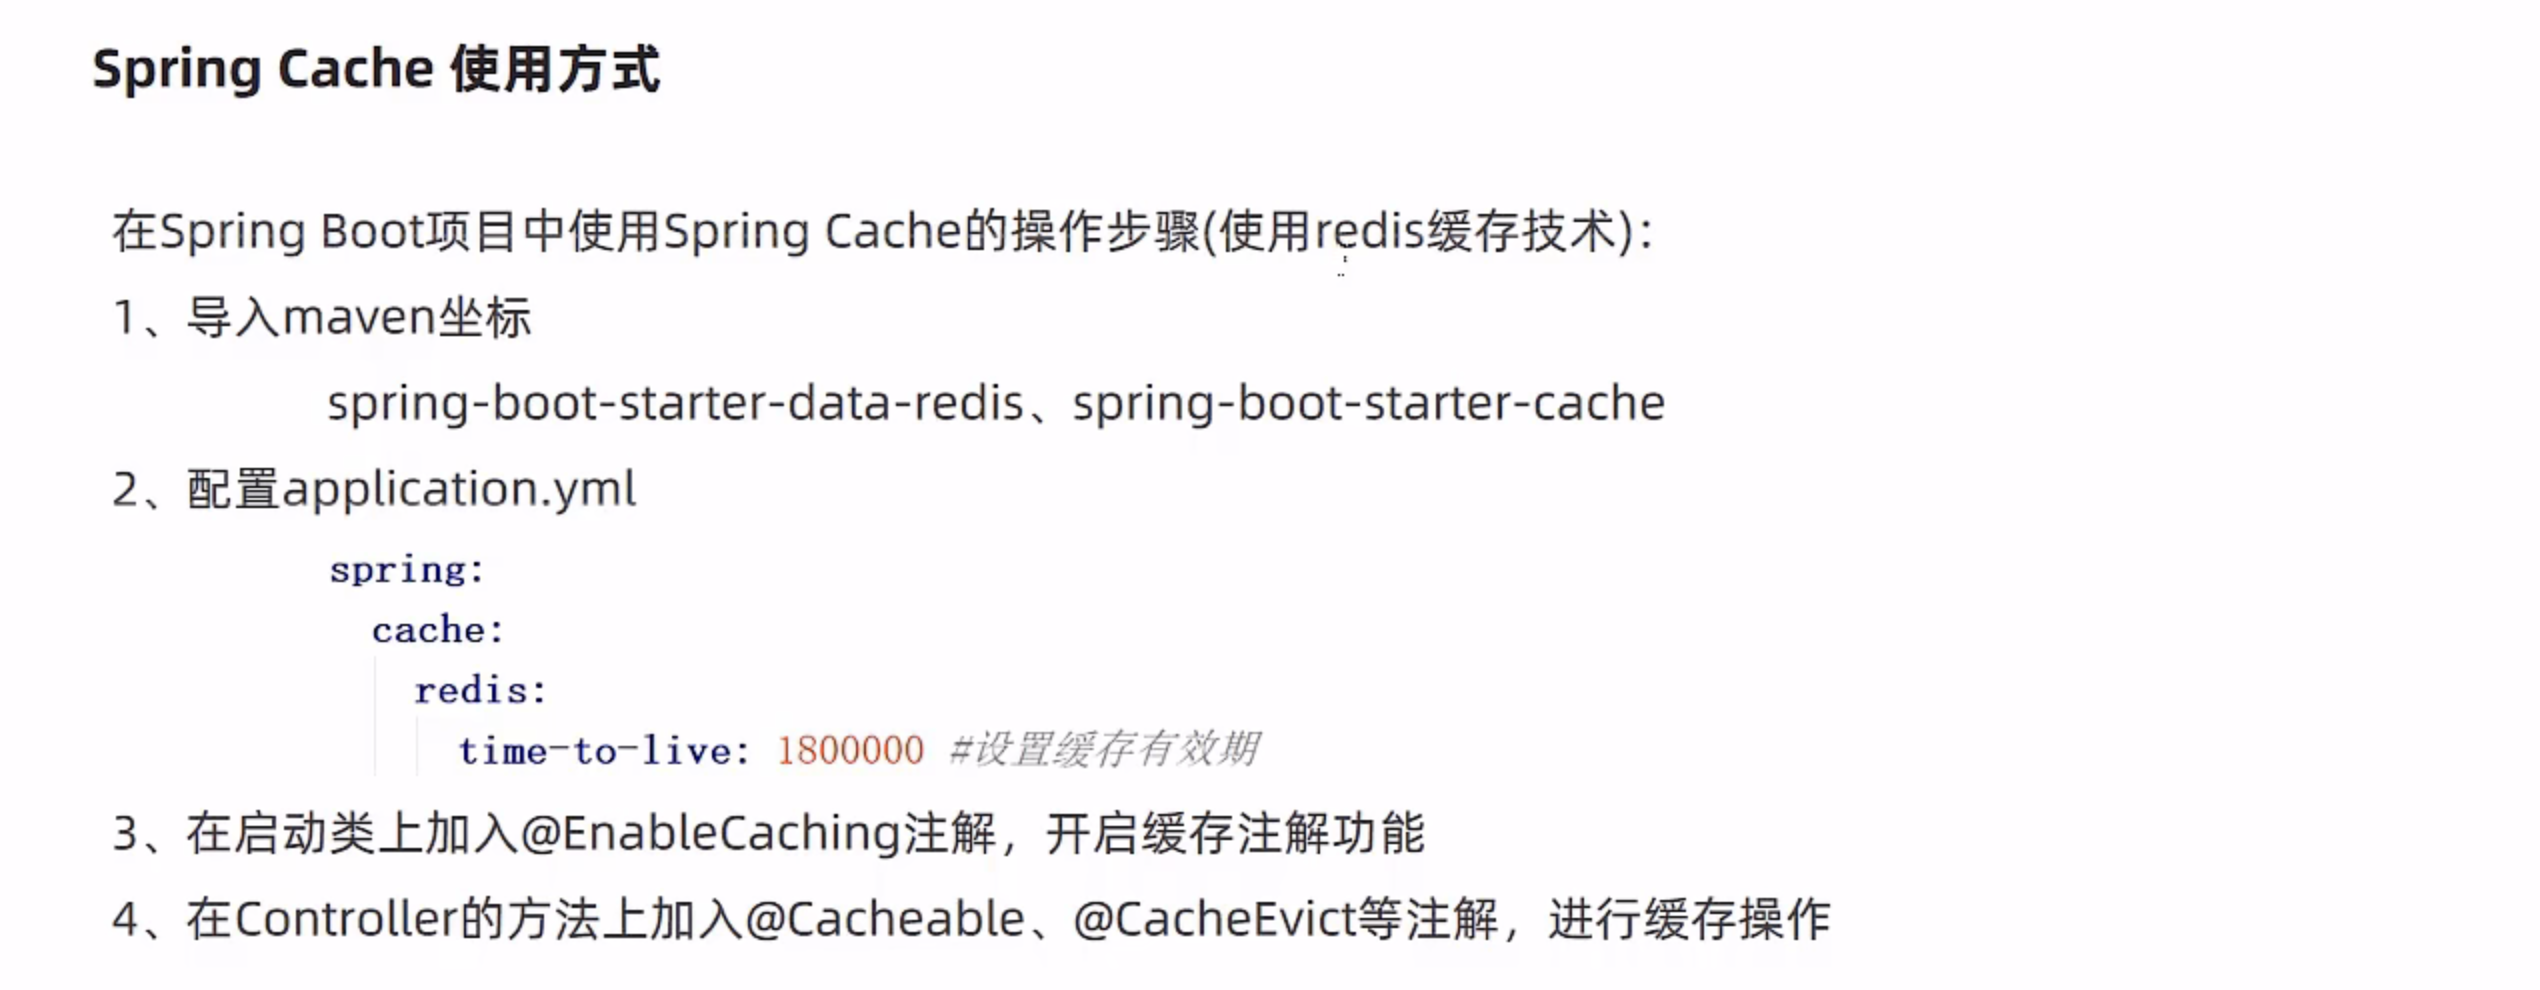 Spring Cache 使用方式
在Spring Boot项目中使用Spring Cache的操作步骤(使用redis缓存技术)：
1、导入maven坐标
spring-boot-starter-data-redis、spring-boot-starter-cache
2、配置application.yml
spring:
cache:
redis:
time-to-live: 1800000 #设置缓存有效期
3、在启动类上加入@EnableCaching注解，开启缓存注解功能
4、在Controller的方法上加入@Cacheable、@CacheEvict等注解，进行缓存操作